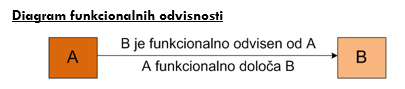 Diagram funkcionalnih odvisnosti
B je funkcionalno odvisen od A
A
B
A funkcionalno določa B